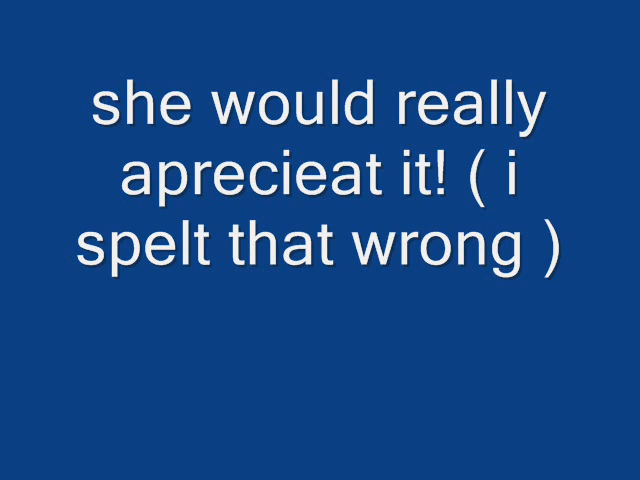 she would really
aprecieat it! ( i
spelt that wrong )